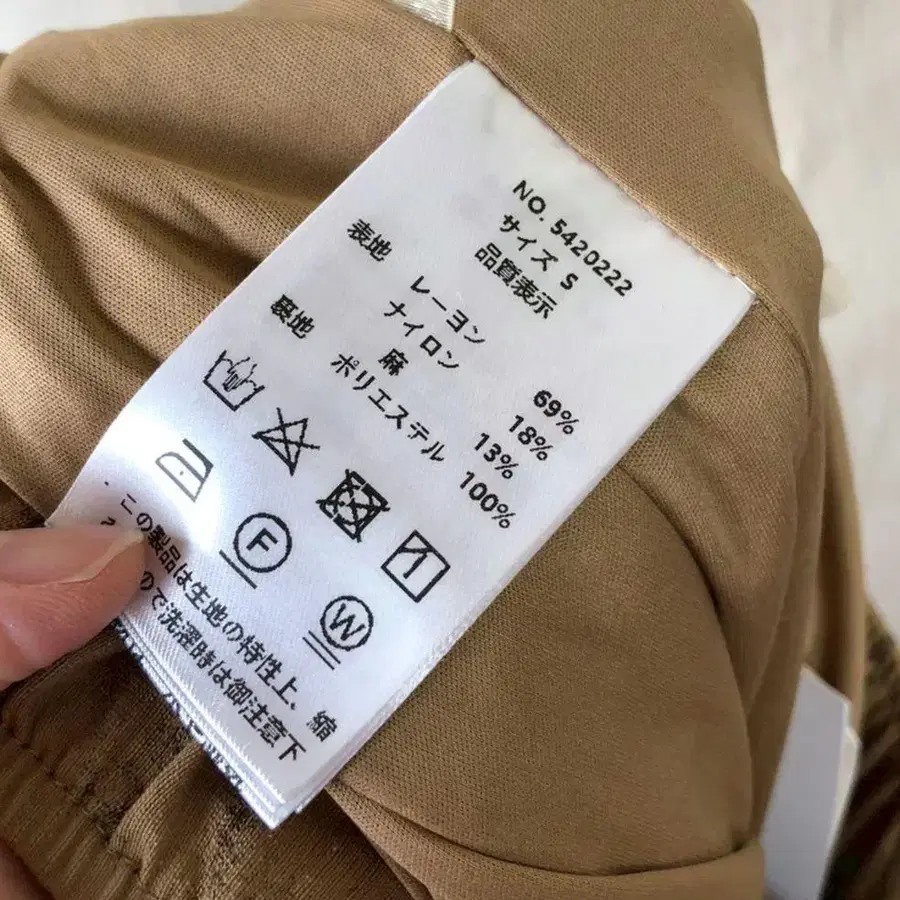 NO. 5420222
サイズ S
品質表示
表地 レーヨン 69%
ナイロン 18%
麻 13%
裏地 ポリエステル 100%
F
W
・この製品は生地の特性上、縮
ので洗濯時は御注意下